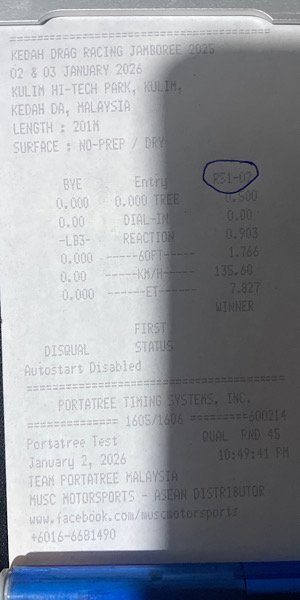 ==========================================
KEDAH DRAG RACING JAMBOREE 2025
02 & 03 JANUARY 2026
KULIM HI-TECH PARK, KULIM,
KEDAH DA, MALAYSIA
LENGTH : 201M
SURFACE : NO-PREP / DRY
BYE Entry RS1-07
0.000 0.000 TREE 0.500
0.00 DIAL-IN 0.00
-LB3- REACTION 0.903
0.000 ------60FT----- 1.766
0.00 ------KM/H----- 135.60
0.000 ------ET------- 7.827
WINNER
FIRST
DISQUAL STATUS
Autostart Disabled
==========================================
PORTATREE TIMING SYSTEMS, INC.
=============== 1605/1606 =========600214
Portatree Test QUAL RND 45
January 2, 2026 10:49:41 PM
TEAM PORTATREE MALAYSIA
MUSC MOTORSPORTS - ASEAN DISTRIBUTOR
www.facebook.com/muscmotorsports
+6016-6681490